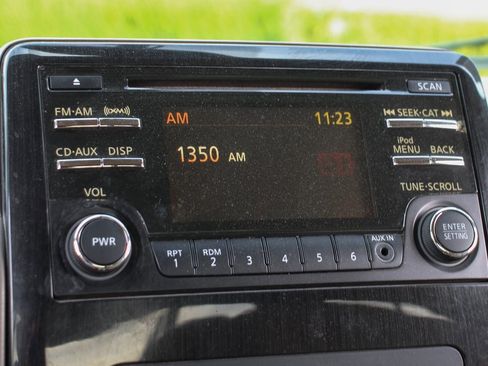 SCAN
FM·AM (XM)
AM 11:23
SEEK·CAT
CD·AUX DISP
1350 AM
iPod
MENU BACK
VOL
TUNE·SCROLL
PWR
RPT
1
RDM
2
3
4
5
6
AUX IN
ENTER
SETTING